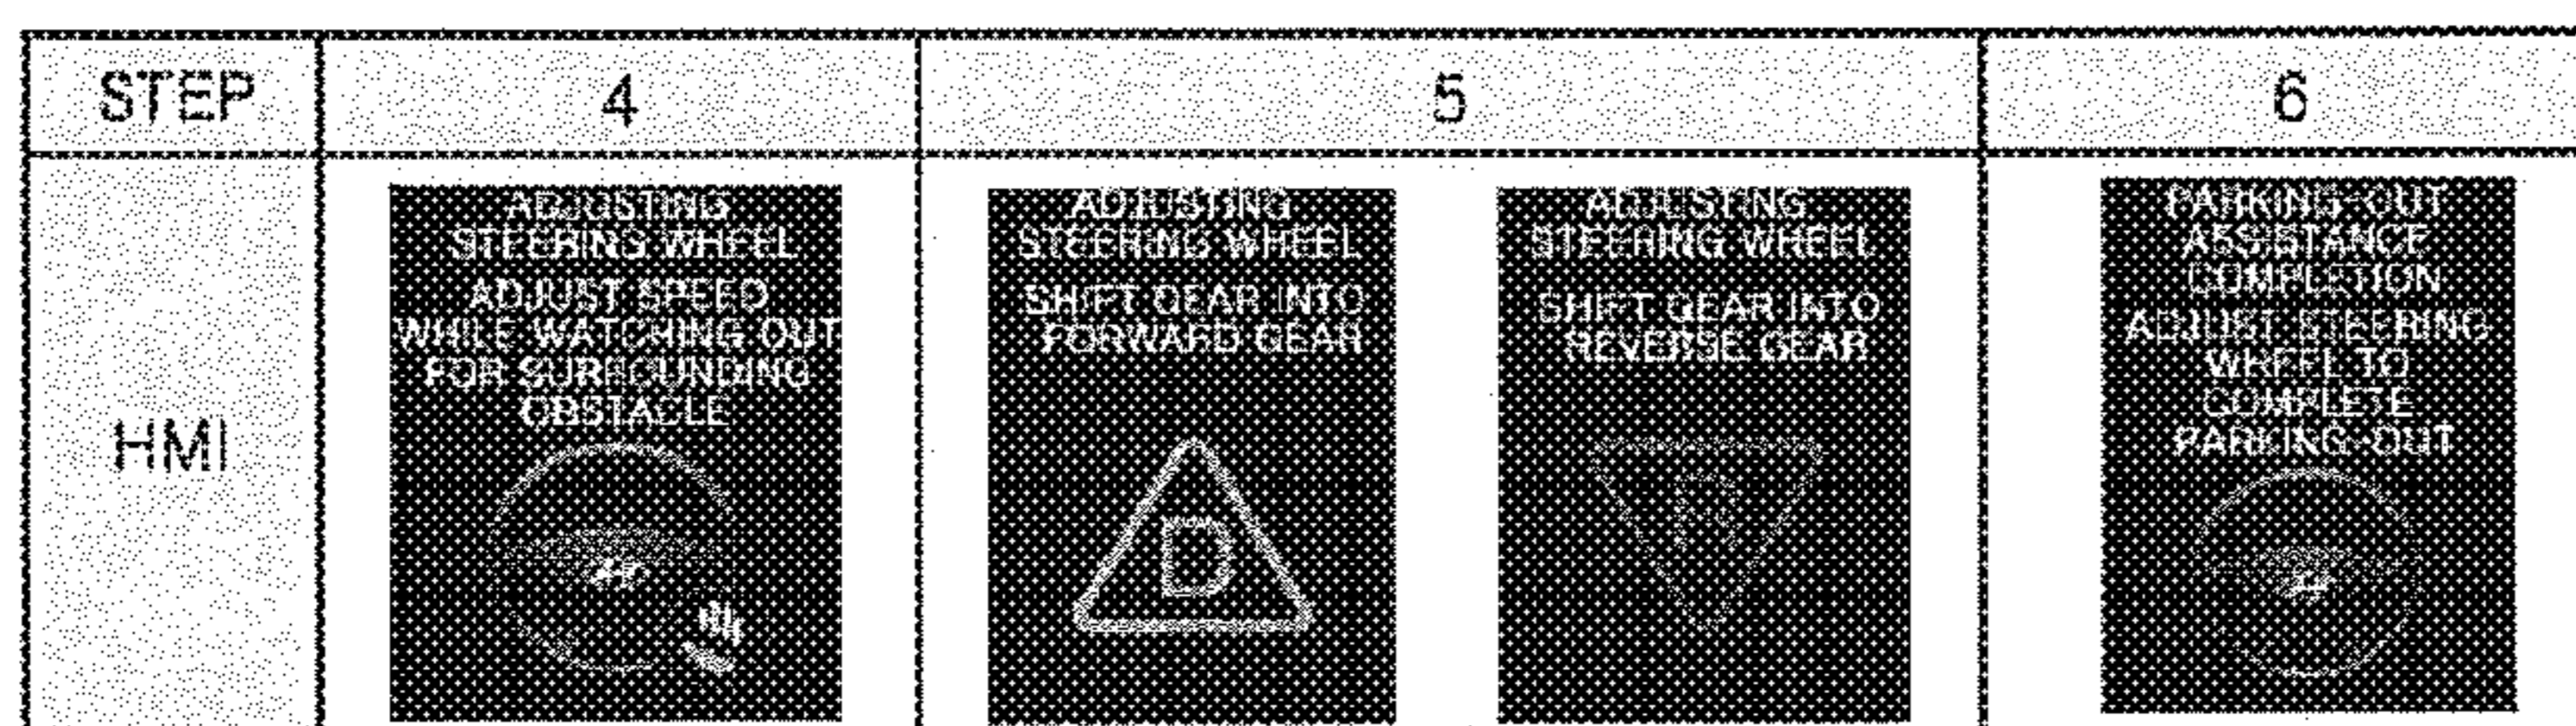 STEP 4 5 6
HMI
ADJUSTING
STEERING WHEEL
ADJUST SPEED
WHILE WATCHING OUT
FOR SURROUNDING
OBSTACLE
ADJUSTING
STEERING WHEEL
SHIFT GEAR INTO
FORWARD GEAR
D
ADJUSTING
STEERING WHEEL
SHIFT GEAR INTO
REVERSE GEAR
R
PARKING-OUT
ASSISTANCE
COMPLETION
ADJUST STEERING
WHEEL TO
COMPLETE
PARKING-OUT